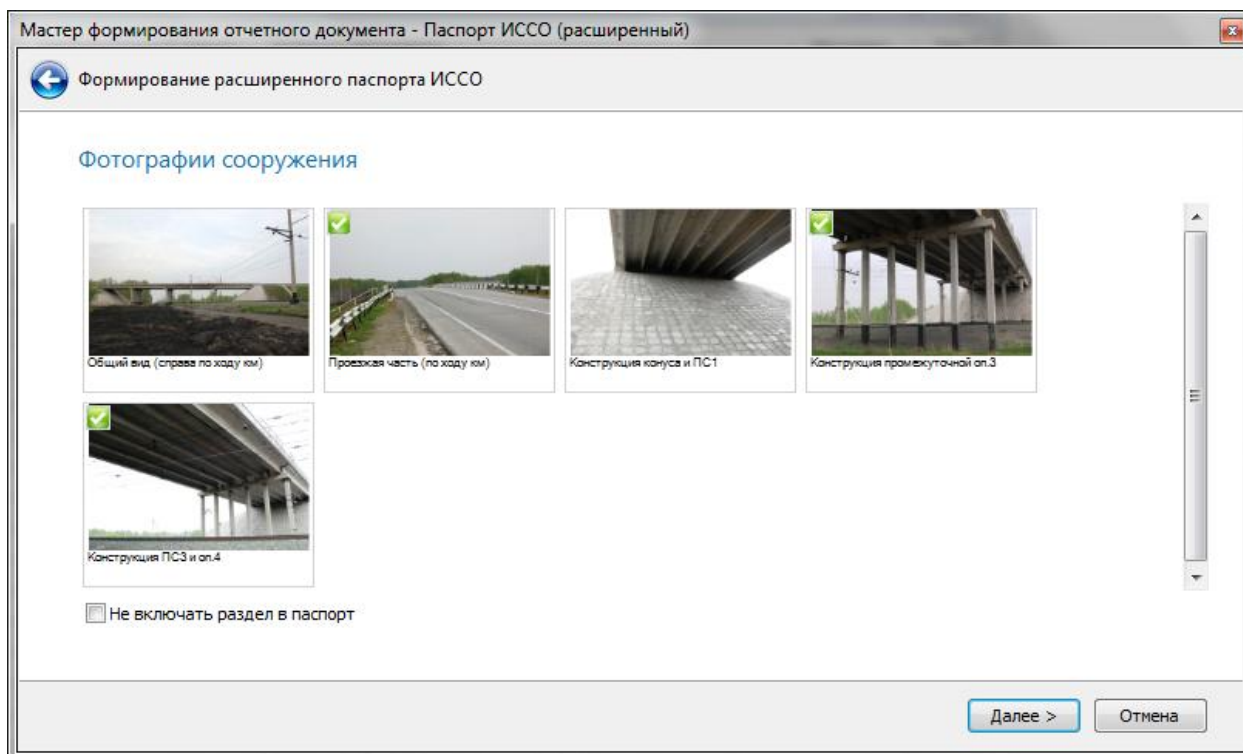 Мастер формирования отчетного документа - Паспорт ИССО (расширенный)
Формирование расширенного паспорта ИССО
Фотографии сооружения
Общий вид (справа по ходу км)
Проезжая часть (по ходу км)
Конструкция конуса и ПС1
Конструкция промежуточной оп.3
Конструкция ПС3 и оп.4
Не включать раздел в паспорт
Далее >
Отмена